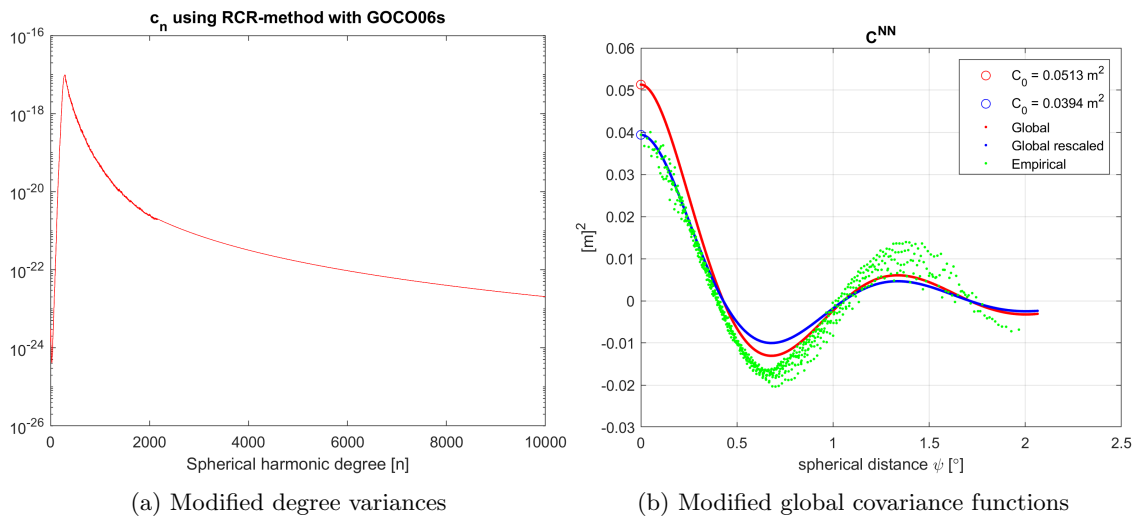 c_n using RCR-method with GOCO06s
10^-16
10^-18
10^-20
10^-22
10^-24
10^-26
0
2000
4000
6000
8000
10000
Spherical harmonic degree [n]
(a) Modified degree variances
C^NN
0.06
0.05
0.04
0.03
0.02
0.01
0
-0.01
-0.02
-0.03
[m]^2
C_0 = 0.0513 m^2
C_0 = 0.0394 m^2
Global
Global rescaled
Empirical
0
0.5
1
1.5
2
2.5
spherical distance ψ [°]
(b) Modified global covariance functions